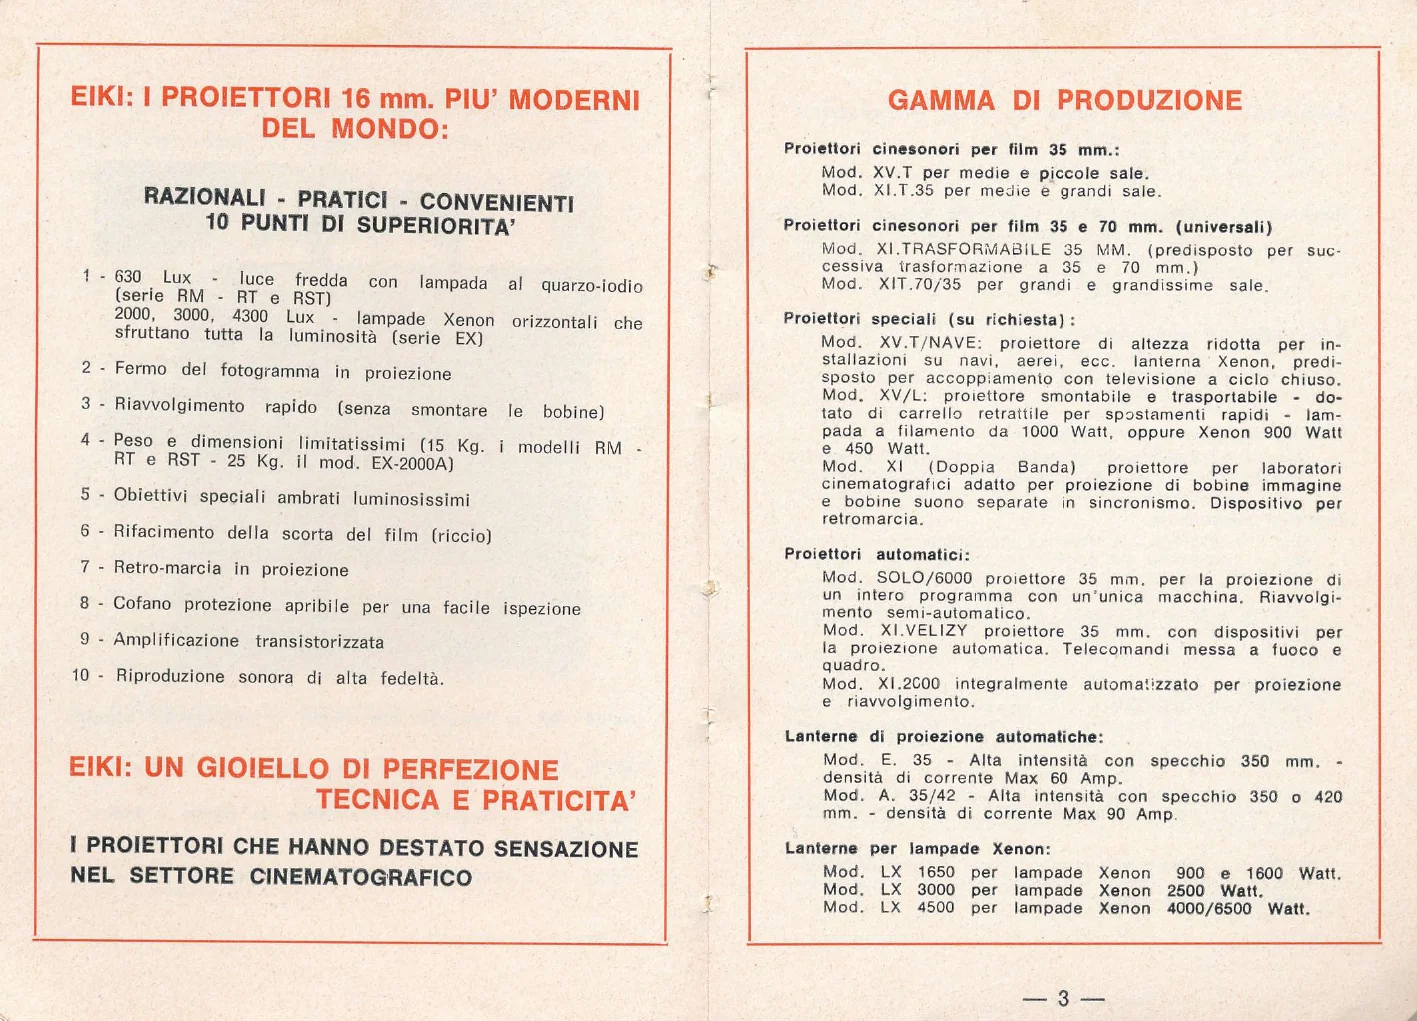 EIKI: I PROIETTORI 16 mm. PIU' MODERNI
DEL MONDO:
RAZIONALI - PRATICI - CONVENIENTI
10 PUNTI DI SUPERIORITA'
1 - 630 Lux - luce fredda con lampada al quarzo-iodio
(serie RM - RT e RST)
2000, 3000, 4300 Lux - lampade Xenon orizzontali che
sfruttano tutta la luminosità (serie EX)
2 - Fermo del fotogramma in proiezione
3 - Riavvolgimento rapido (senza smontare le bobine)
4 - Peso e dimensioni limitatissimi (15 Kg. i modelli RM -
RT e RST - 25 Kg. il mod. EX-2000A)
5 - Obiettivi speciali ambrati luminosissimi
6 - Rifacimento della scorta del film (riccio)
7 - Retro-marcia in proiezione
8 - Cofano protezione apribile per una facile ispezione
9 - Amplificazione transistorizzata
10 - Riproduzione sonora di alta fedeltà.
EIKI: UN GIOIELLO DI PERFEZIONE
TECNICA E PRATICITA'
I PROIETTORI CHE HANNO DESTATO SENSAZIONE
NEL SETTORE CINEMATOGRAFICO
GAMMA DI PRODUZIONE
Proiettori cinesonori per film 35 mm.:
Mod. XV.T per medie e piccole sale.
Mod. XI.T.35 per medie e grandi sale.
Proiettori cinesonori per film 35 e 70 mm. (universali)
Mod. XI.TRASFORMABILE 35 MM. (predisposto per suc-
cessiva trasformazione a 35 e 70 mm.)
Mod. XIT.70/35 per grandi e grandissime sale.
Proiettori speciali (su richiesta):
Mod. XV.T/NAVE: proiettore di altezza ridotta per in-
stallazioni su navi, aerei, ecc. lanterna Xenon, predi-
sposto per accoppiamento con televisione a ciclo chiuso.
Mod. XV/L: proiettore smontabile e trasportabile - do-
tato di carrello retrattile per spostamenti rapidi - lam-
pada a filamento da 1000 Watt, oppure Xenon 900 Watt
e 450 Watt.
Mod. XI (Doppia Banda) proiettore per laboratori
cinematografici adatto per proiezione di bobine immagine
e bobine suono separate in sincronismo. Dispositivo per
retromarcia.
Proiettori automatici:
Mod. SOLO/6000 proiettore 35 mm. per la proiezione di
un intero programma con un'unica macchina. Riavvolgi-
mento semi-automatico.
Mod. XI.VELIZY proiettore 35 mm. con dispositivi per
la proiezione automatica. Telecomandi messa a fuoco e
quadro.
Mod. XI.2000 integralmente automatizzato per proiezione
e riavvolgimento.
Lanterne di proiezione automatiche:
Mod. E. 35 - Alta intensità con specchio 350 mm. -
densità di corrente Max 60 Amp.
Mod. A. 35/42 - Alta intensità con specchio 350 o 420
mm. - densità di corrente Max 90 Amp.
Lanterne per lampade Xenon:
Mod. LX 1650 per lampade Xenon 900 e 1600 Watt.
Mod. LX 3000 per lampade Xenon 2500 Watt.
Mod. LX 4500 per lampade Xenon 4000/6500 Watt.
— 3 —